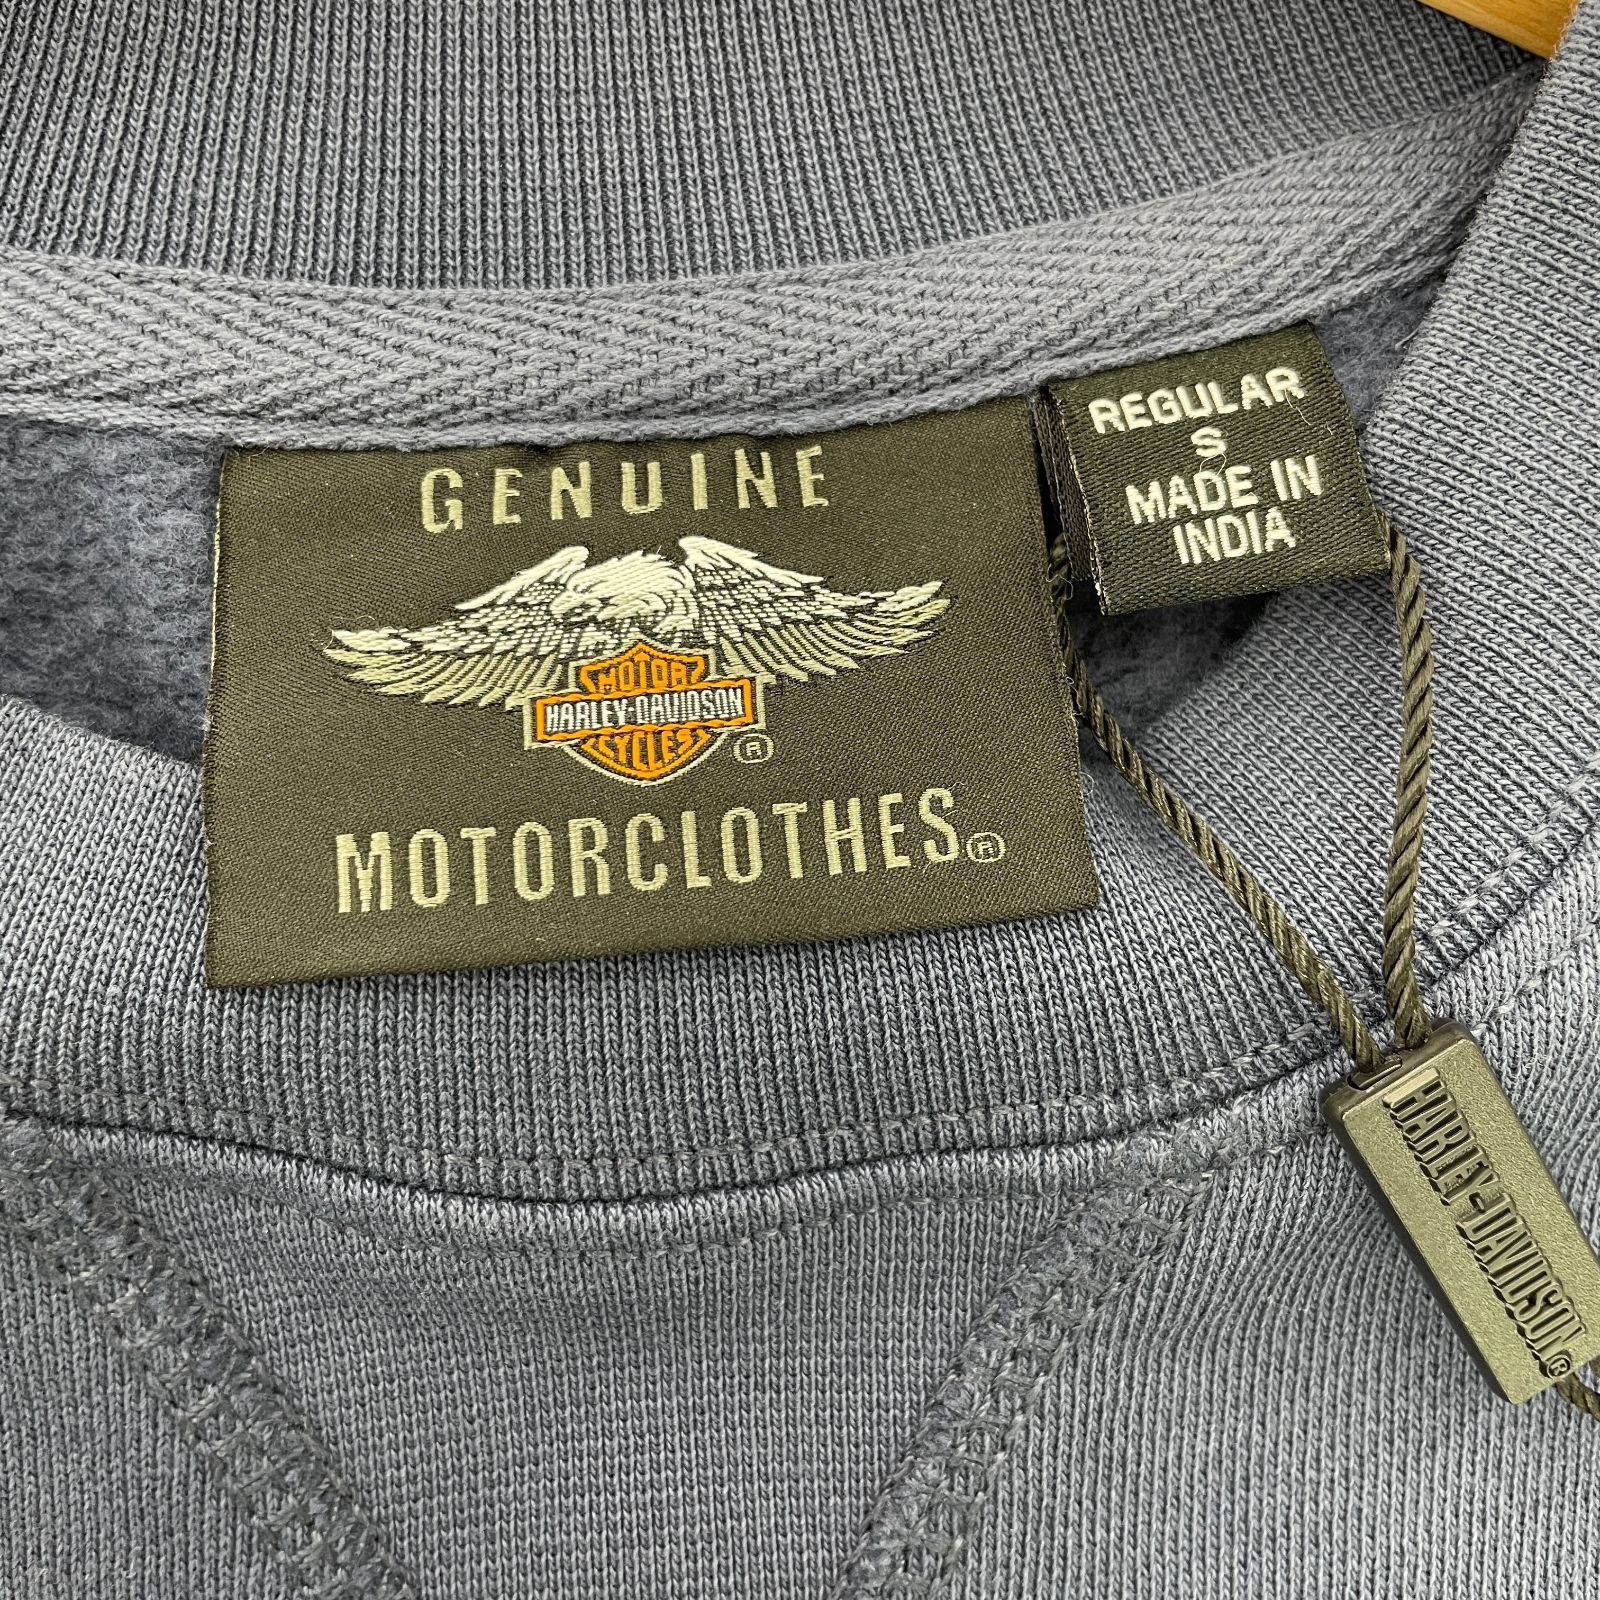 GENUINE
MOTOR
HARLEY-DAVIDSON
CYCLES
®
MOTORCLOTHES®
REGULAR
S
MADE IN
INDIA
HARLEY-DAVIDSON®